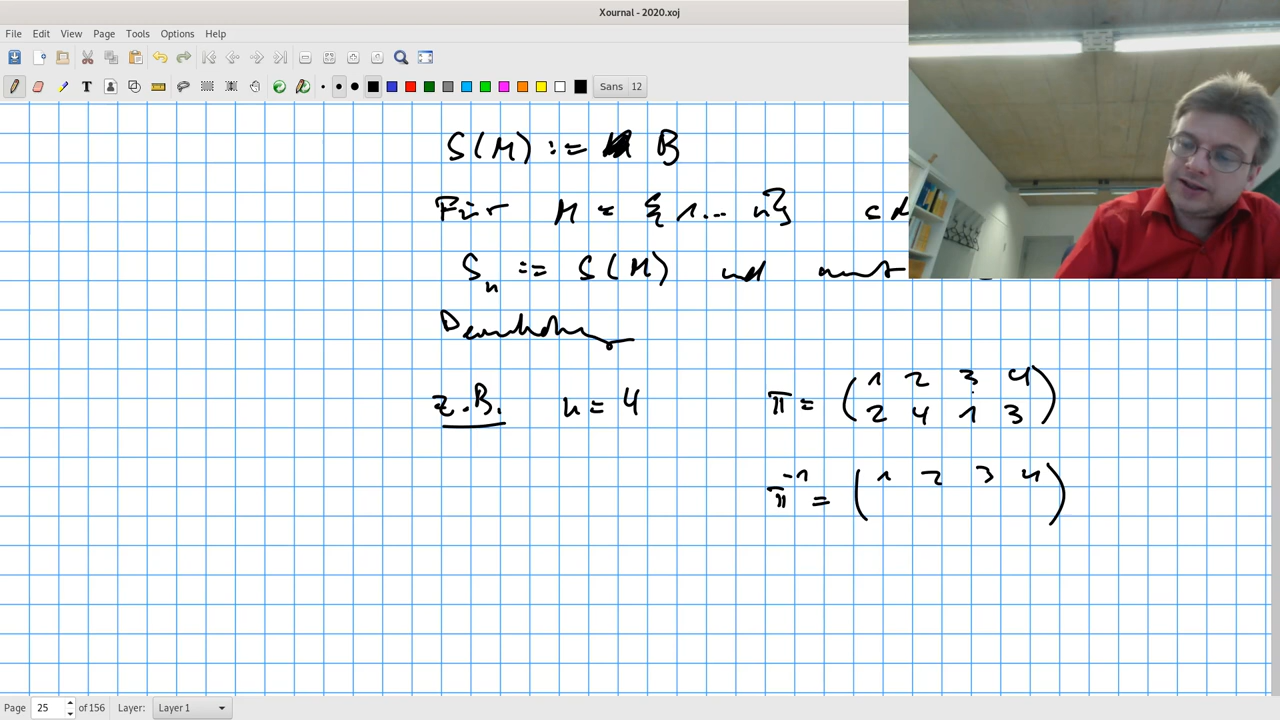 Xournal - 2020.xoj
File Edit View Page Tools Options Help
T Sans 12
S(M) := B
Für M = {1... n}
Sₙ := S(M) und
z.B. n = 4
π = (1 2 3 4
2 4 1 3)
π⁻¹ = (1 2 3 4)
Page 25 of 156 Layer: Layer 1